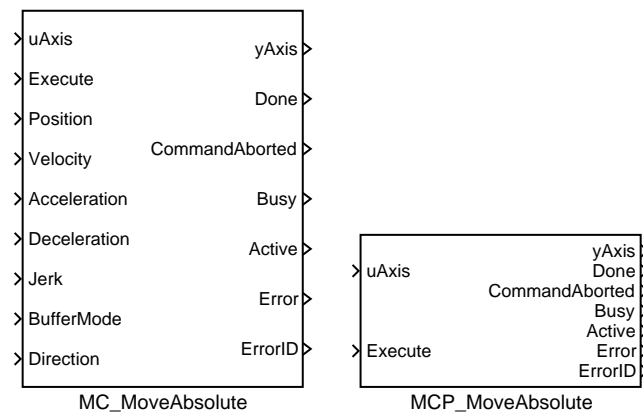 uAxis
Execute
Position
Velocity
Acceleration
Deceleration
Jerk
BufferMode
Direction
yAxis
Done
CommandAborted
Busy
Active
Error
ErrorID
MC_MoveAbsolute
uAxis
Execute
yAxis
Done
CommandAborted
Busy
Active
Error
ErrorID
MCP_MoveAbsolute